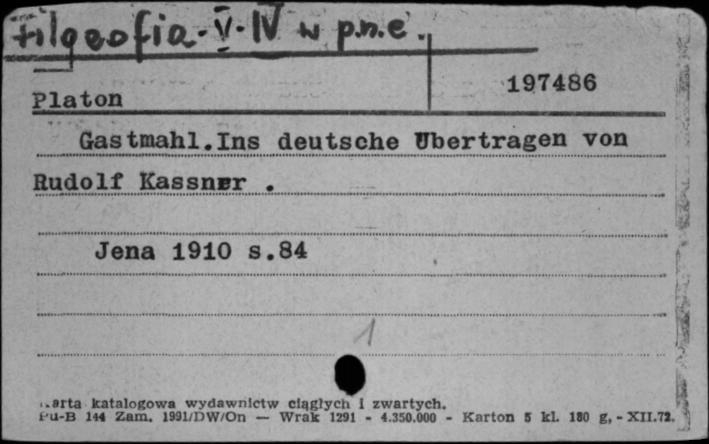 filozofia - V - IV w p.n.e.
197486
Platon
Gastmahl.Ins deutsche Ubertragen von
Rudolf Kassner .
Jena 1910 s.84
1
Karta katalogowa wydawnictw ciągłych i zwartych.
Pu-B 144 Zam. 1991/DW/On — Wrak 1291 - 4.350.000 - Karton 5 kl. 180 g, - XII.72.